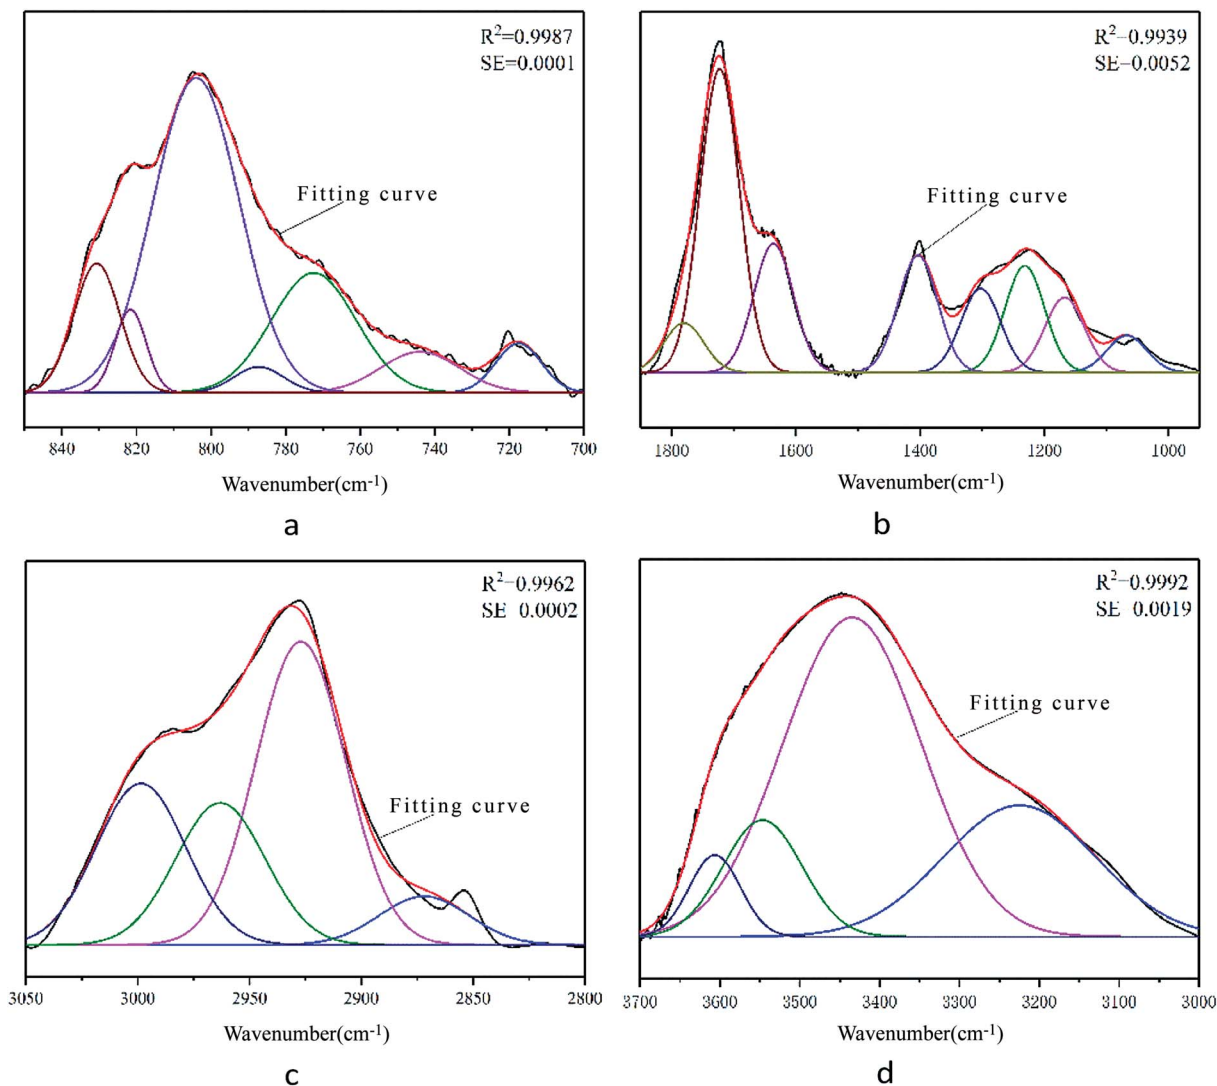 R²=0.9987
SE=0.0001
Fitting curve
840 820 800 780 760 740 720 700
Wavenumber(cm⁻¹)
a
R²=0.9939
SE=0.0052
Fitting curve
1800 1600 1400 1200 1000
Wavenumber(cm⁻¹)
b
R²=0.9962
SE 0.0002
Fitting curve
3050 3000 2950 2900 2850 2800
Wavenumber(cm⁻¹)
c
R²=0.9992
SE 0.0019
Fitting curve
3700 3600 3500 3400 3300 3200 3100 3000
Wavenumber(cm⁻¹)
d